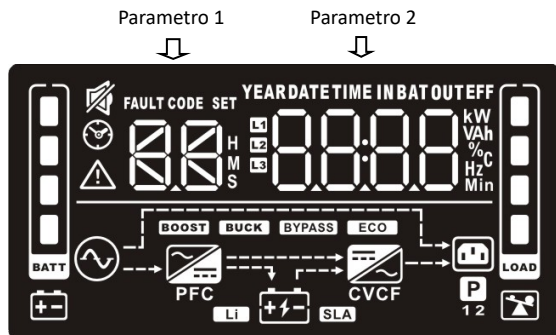 Parametro 1 Parametro 2
FAULT CODE SET YEAR DATE TIME IN BAT OUT EFF
L1 kW
H L2 VAh
M L3 %°C
S Hz
Min
BOOST BUCK BYPASS ECO
BATT LOAD
PFC CVCF P
Li SLA 1 2